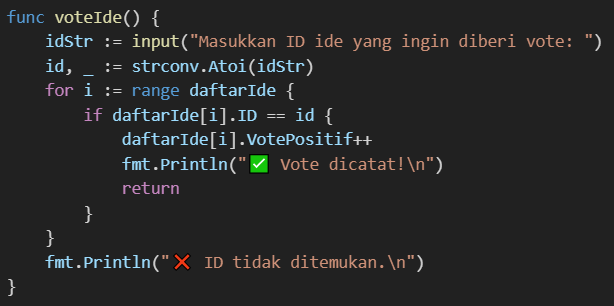 func voteIde() {
    idStr := input("Masukkan ID ide yang ingin diberi vote: ")
    id, _ := strconv.Atoi(idStr)
    for i := range daftarIde {
        if daftarIde[i].ID == id {
            daftarIde[i].VotePositif++
            fmt.Println("✅ Vote dicatat!\n")
            return
        }
    }
    fmt.Println("❌ ID tidak ditemukan.\n")
}